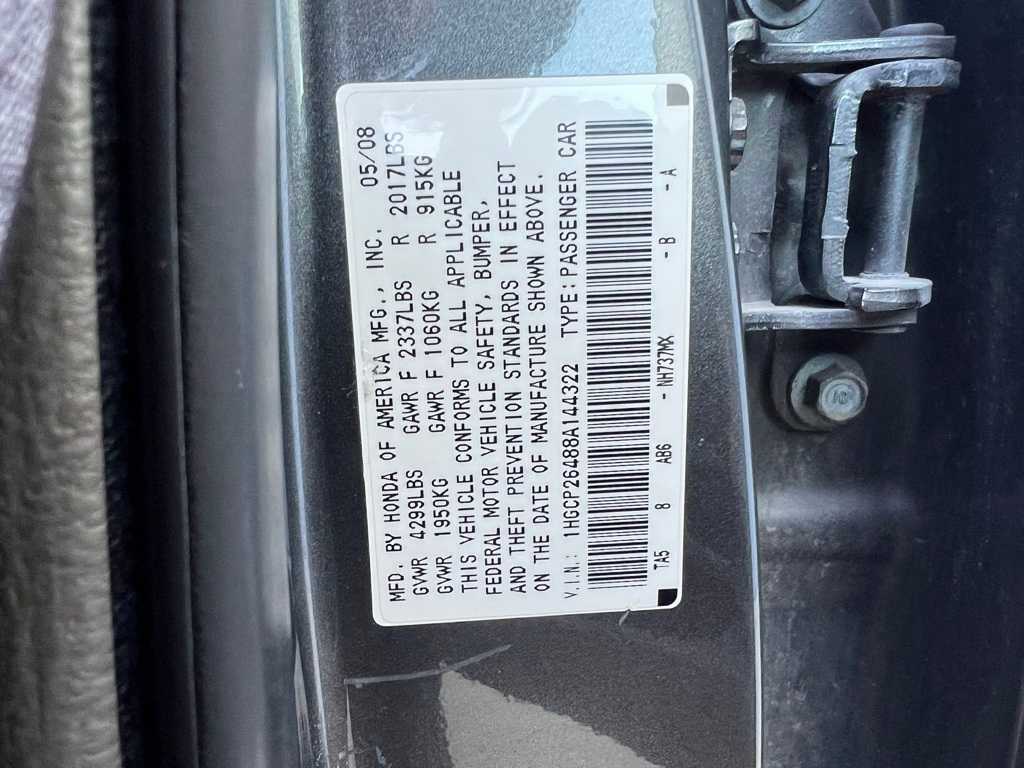 MFD. BY HONDA OF AMERICA MFG., INC. 05/08
GVWR 4299LBS GAWR F 2337LBS R 2017LBS
GVWR 1950KG GAWR F 1060KG R 915KG
THIS VEHICLE CONFORMS TO ALL APPLICABLE
FEDERAL MOTOR VEHICLE SAFETY, BUMPER,
AND THEFT PREVENTION STANDARDS IN EFFECT
ON THE DATE OF MANUFACTURE SHOWN ABOVE.
V.I.N.: 1HGCP26488A144322 TYPE:PASSENGER CAR
TA5 8 AB6 - NH737MX - B - A
10